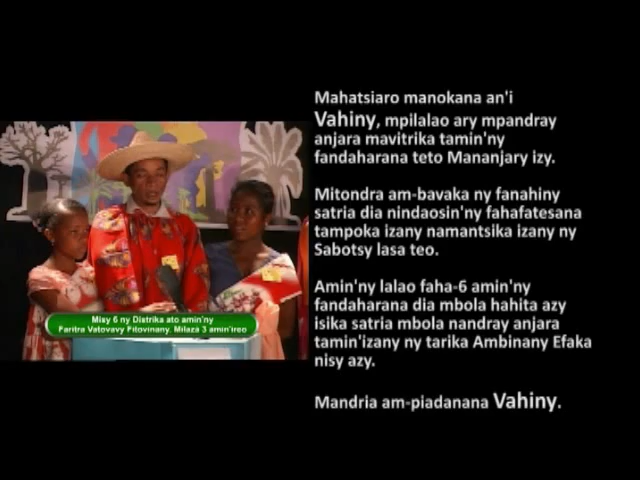 Mahatsiaro manokana an'i
Vahiny, mpilalao ary mpandray
anjara mavitrika tamin'ny
fandaharana teto Mananjary izy.
Mitondra am-bavaka ny fanahiny
satria dia nindaosin'ny fahafatesana
tampoka izany namantsika izany ny
Sabotsy lasa teo.
Amin'ny lalao faha-6 amin'ny
fandaharana dia mbola hahita azy
isika satria mbola nandray anjara
tamin'izany ny tarika Ambinany Efaka
nisy azy.
Mandria am-piadanana Vahiny.
Misy 6 ny Distrika ato amin'ny
Faritra Vatovavy Fitovinany. Milaza 3 amin'ireo